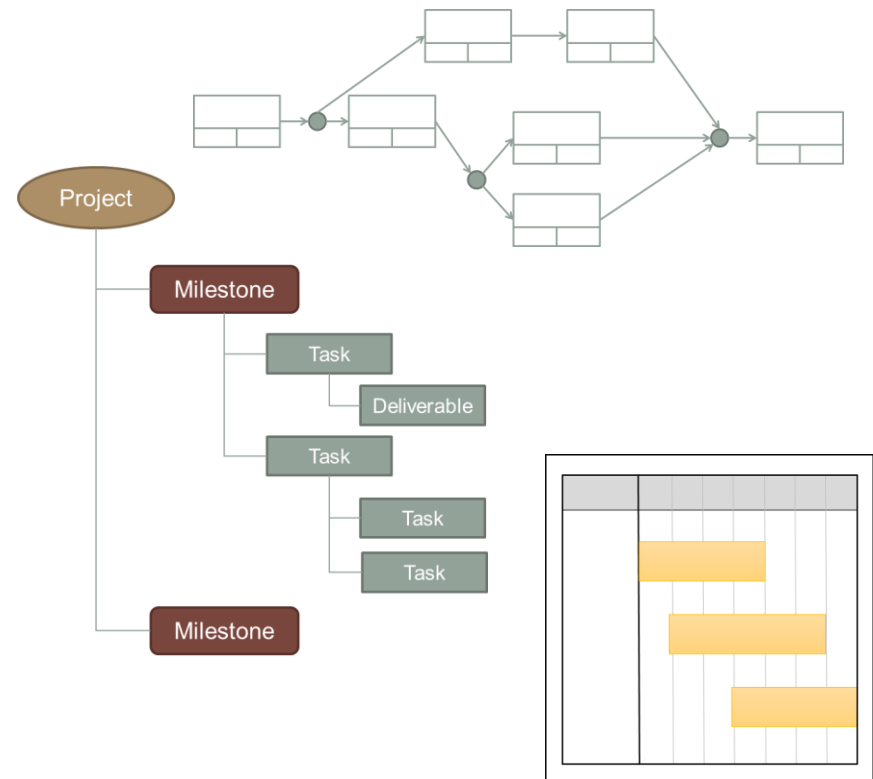 Project
Milestone
Task
Deliverable
Task
Task
Task
Milestone